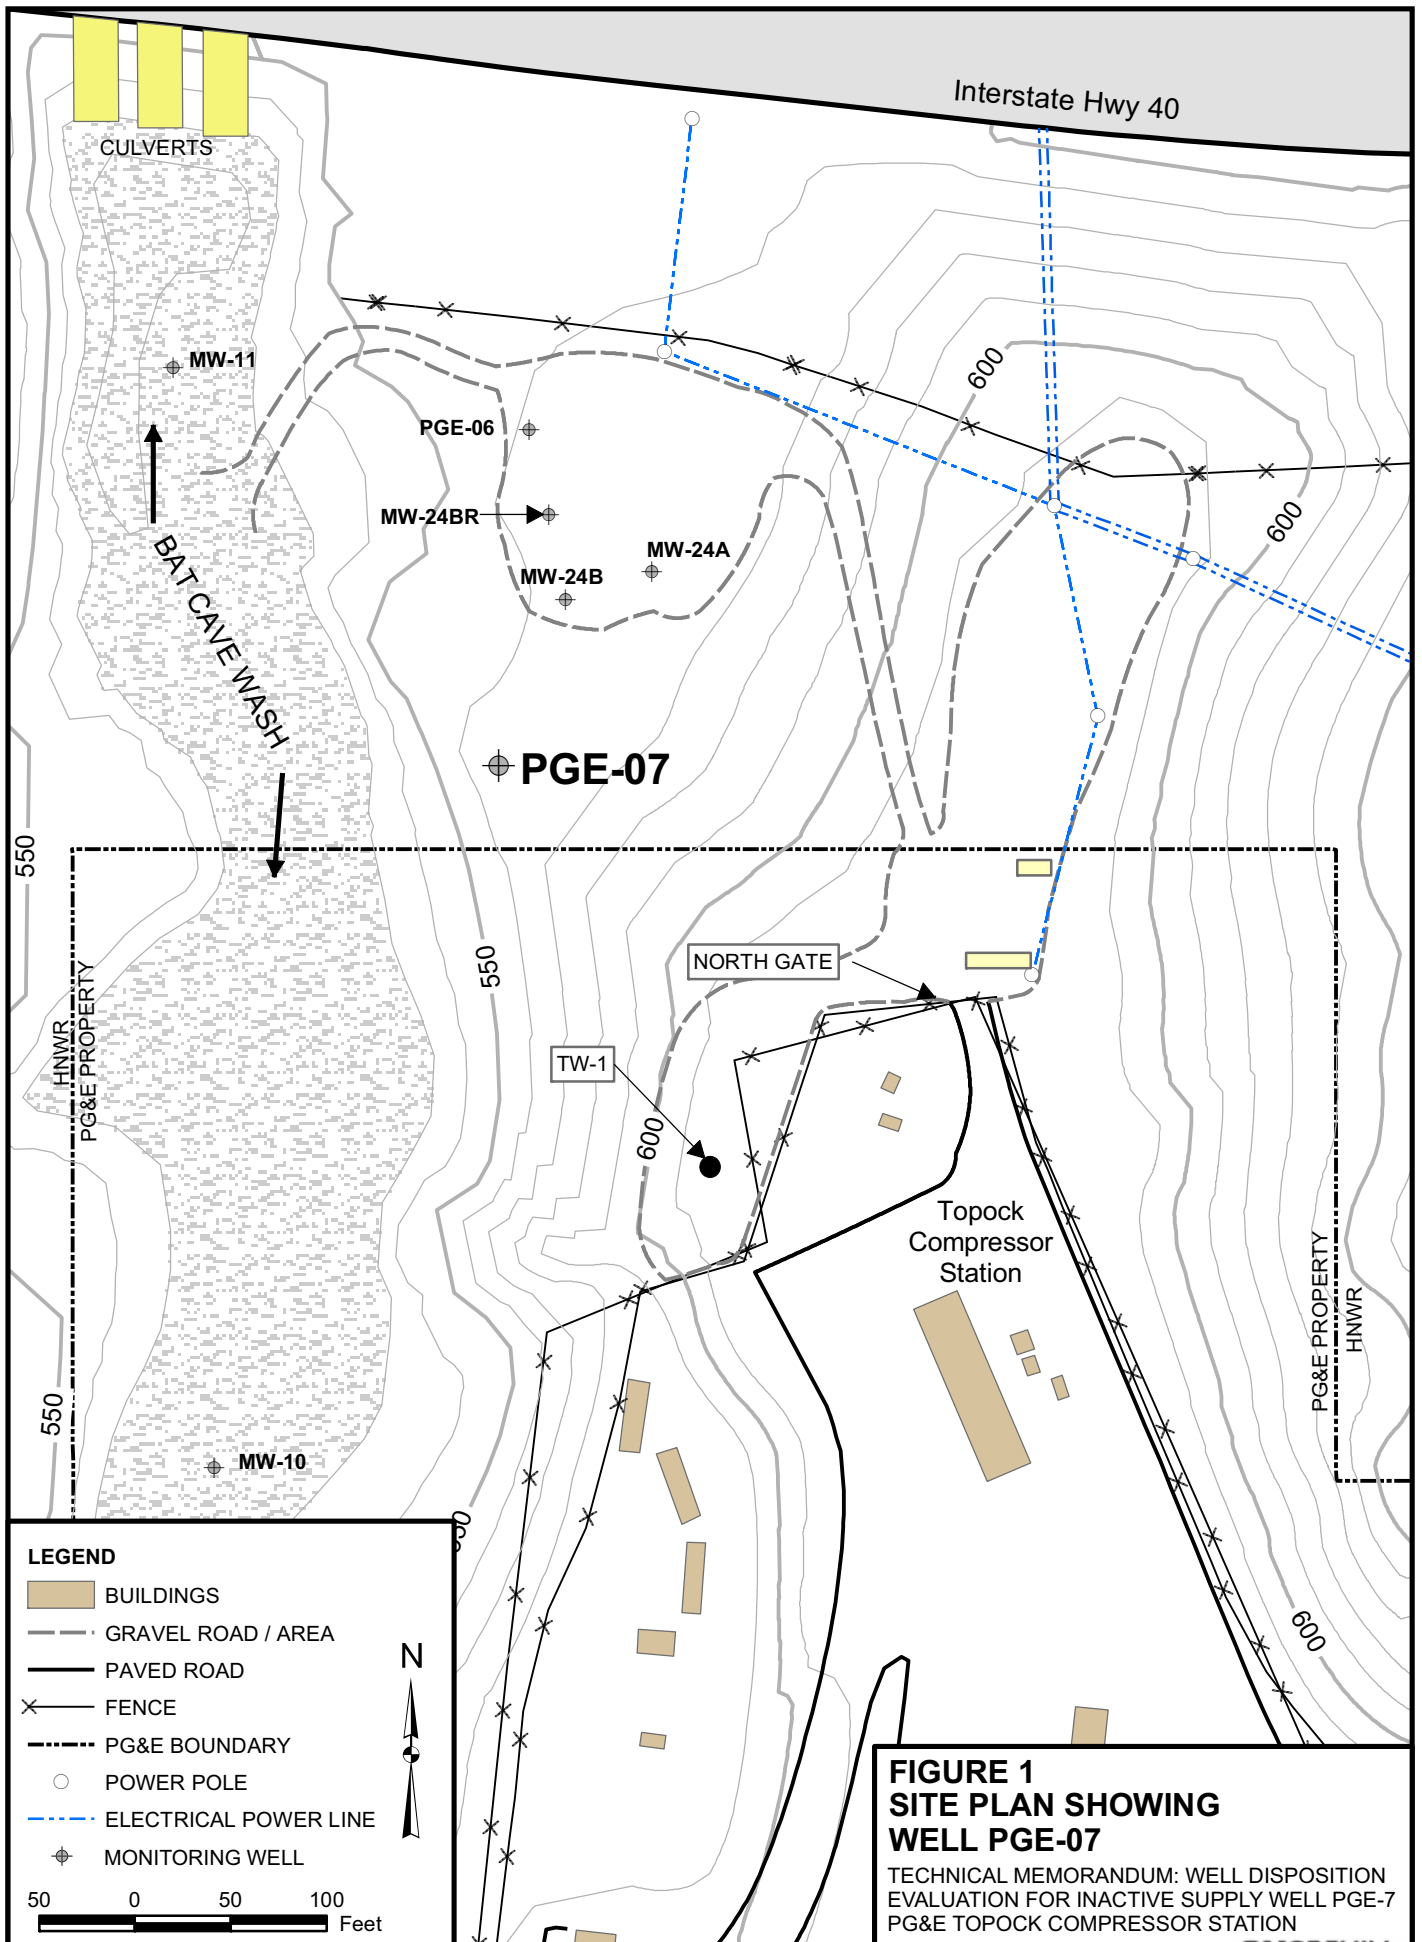 Interstate Hwy 40
CULVERTS
MW-11
PGE-06
MW-24BR
MW-24A
MW-24B
BAT CAVE WASH
600
600
PGE-07
550
550
NORTH GATE
HNWR
PG&E PROPERTY
TW-1
600
Topock
Compressor
Station
PG&E PROPERTY
HNWR
550
MW-10
600
LEGEND
BUILDINGS
GRAVEL ROAD / AREA
PAVED ROAD
FENCE
PG&E BOUNDARY
POWER POLE
ELECTRICAL POWER LINE
MONITORING WELL
N
50 0 50 100
Feet
FIGURE 1
SITE PLAN SHOWING
WELL PGE-07
TECHNICAL MEMORANDUM: WELL DISPOSITION
EVALUATION FOR INACTIVE SUPPLY WELL PGE-7
PG&E TOPOCK COMPRESSOR STATION